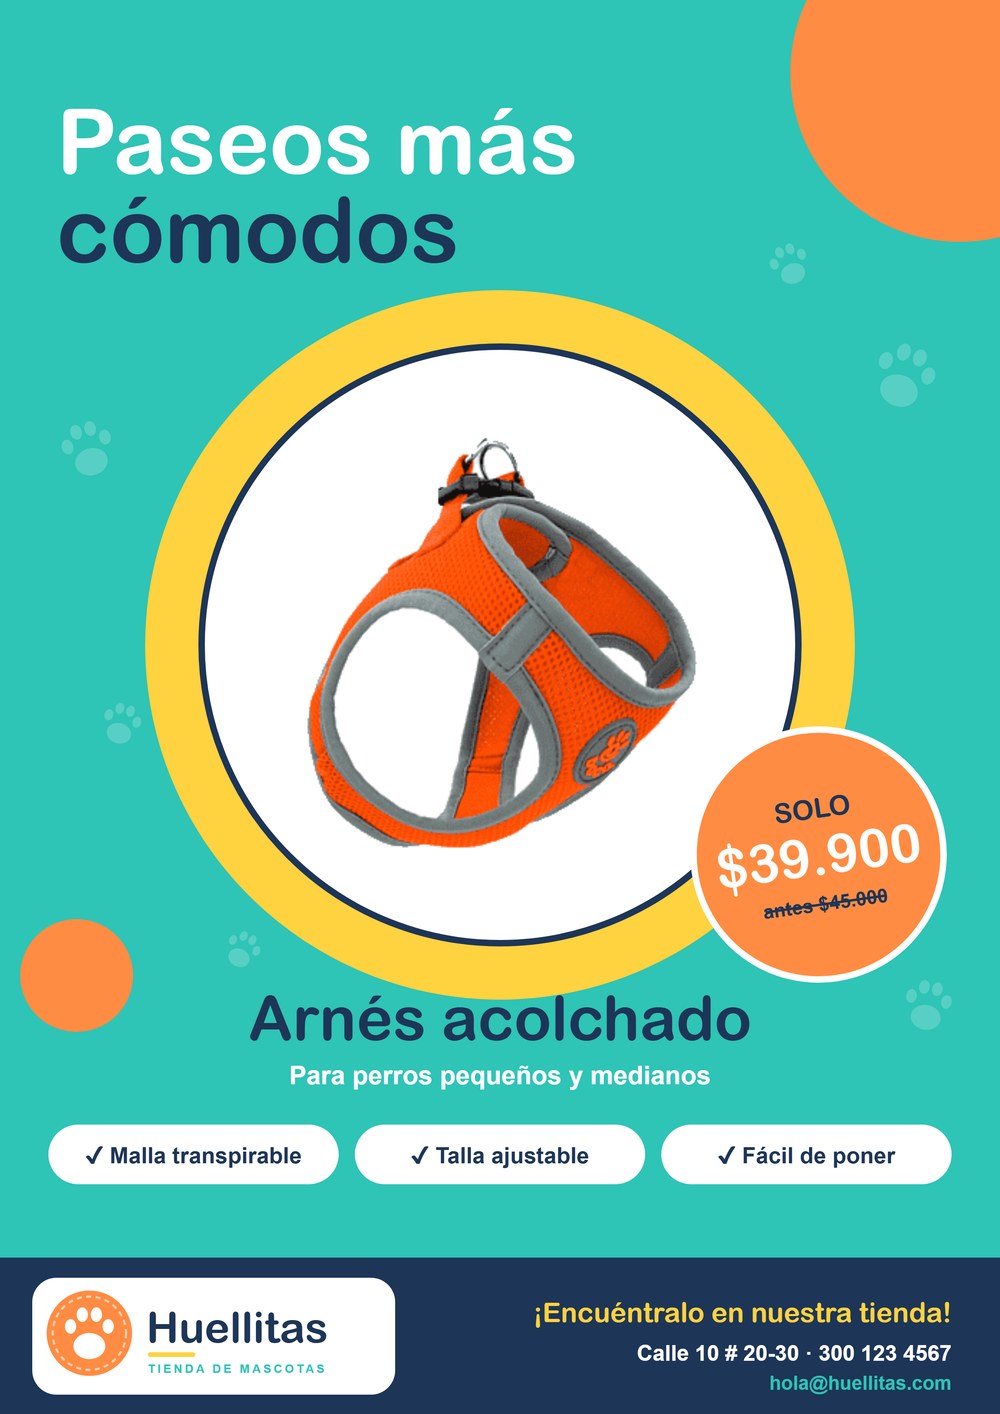 Paseos más
cómodos
SOLO
$39.900
antes $45.000
Arnés acolchado
Para perros pequeños y medianos
✓ Malla transpirable
✓ Talla ajustable
✓ Fácil de poner
Huellitas
TIENDA DE MASCOTAS
¡Encuéntralo en nuestra tienda!
Calle 10 # 20-30 · 300 123 4567
hola@huellitas.com